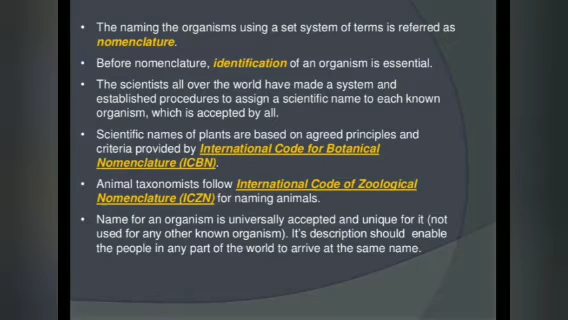 • The naming the organisms using a set system of terms is referred as
nomenclature.
• Before nomenclature, identification of an organism is essential.
• The scientists all over the world have made a system and
established procedures to assign a scientific name to each known
organism, which is accepted by all.
• Scientific names of plants are based on agreed principles and
criteria provided by International Code for Botanical
Nomenclature (ICBN).
• Animal taxonomists follow International Code of Zoological
Nomenclature (ICZN) for naming animals.
• Name for an organism is universally accepted and unique for it (not
used for any other known organism). It's description should enable
the people in any part of the world to arrive at the same name.